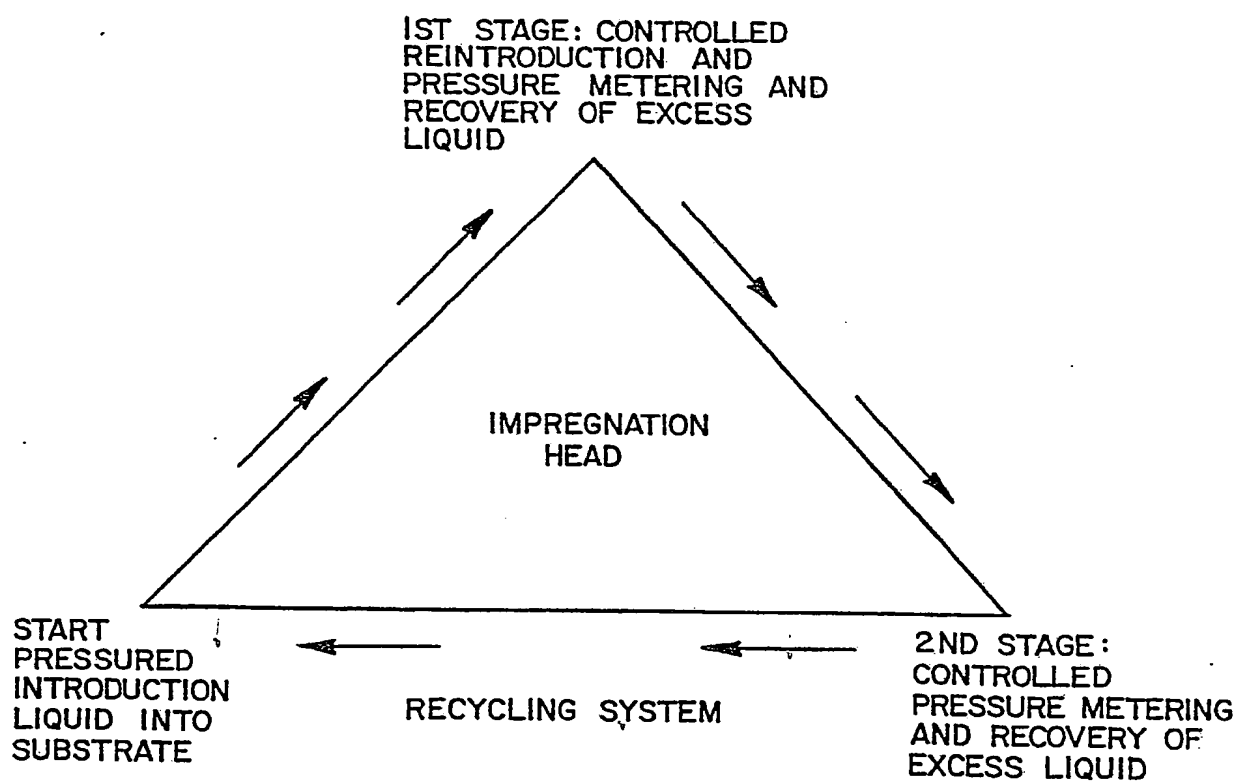 1ST STAGE: CONTROLLED
REINTRODUCTION AND
PRESSURE METERING AND
RECOVERY OF EXCESS
LIQUID
IMPREGNATION
HEAD
START
PRESSURED
INTRODUCTION
LIQUID INTO
SUBSTRATE
RECYCLING SYSTEM
2ND STAGE:
CONTROLLED
PRESSURE METERING
AND RECOVERY OF
EXCESS LIQUID